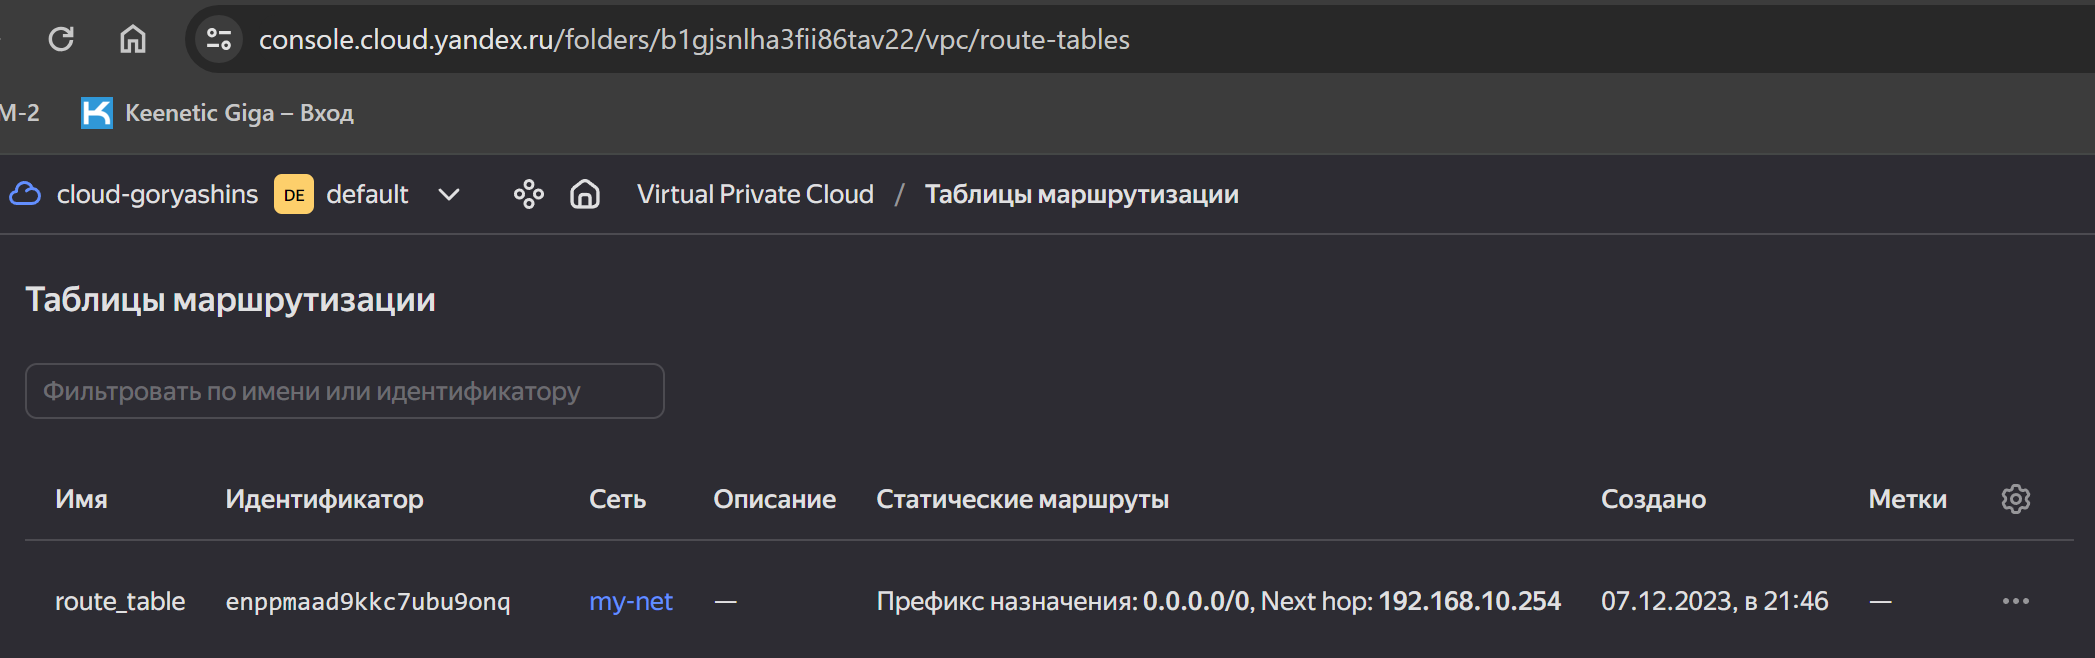 console.cloud.yandex.ru/folders/b1gjsnlha3fii86tav22/vpc/route-tables
M-2 Keenetic Giga – Вход
cloud-goryashins DE default Virtual Private Cloud / Таблицы маршрутизации
Таблицы маршрутизации
Фильтровать по имени или идентификатору
Имя Идентификатор Сеть Описание Статические маршруты Создано Метки
route_table enppmaad9kkc7ubu9onq my-net — Префикс назначения: 0.0.0.0/0, Next hop: 192.168.10.254 07.12.2023, в 21:46 —